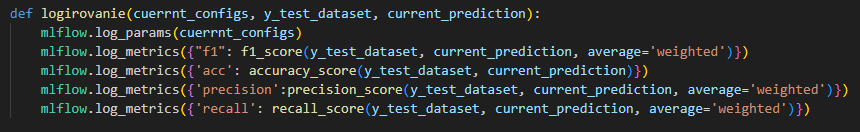 def logirovanie(cuerrnt_configs, y_test_dataset, current_prediction):
mlflow.log_params(cuerrnt_configs)
mlflow.log_metrics({"f1": f1_score(y_test_dataset, current_prediction, average='weighted')})
mlflow.log_metrics({'acc': accuracy_score(y_test_dataset, current_prediction)})
mlflow.log_metrics({'precision':precision_score(y_test_dataset, current_prediction, average='weighted')})
mlflow.log_metrics({'recall': recall_score(y_test_dataset, current_prediction, average='weighted')})